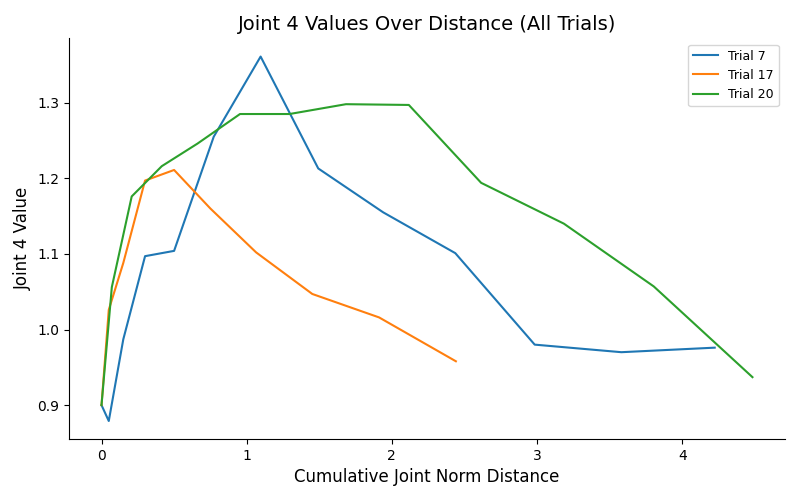 Joint 4 Values Over Distance (All Trials)
Trial 7
Trial 17
Trial 20
Joint 4 Value
1.3
1.2
1.1
1.0
0.9
0
1
2
3
4
Cumulative Joint Norm Distance